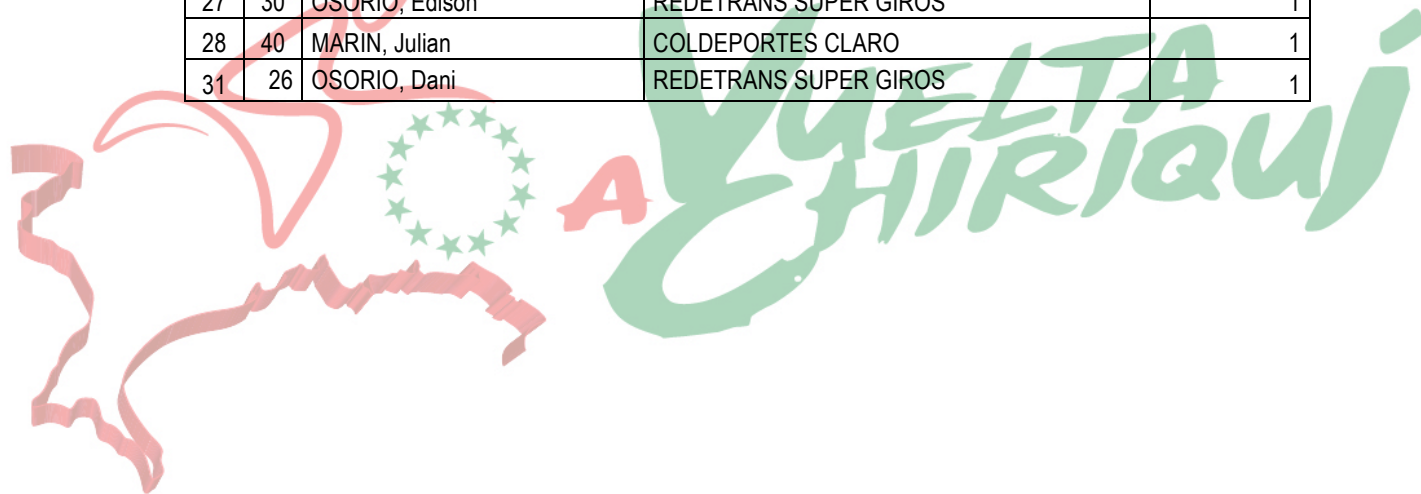 27 30 OSORIO, Edison REDETRANS SUPER GIROS 1
28 40 MARIN, Julian COLDEPORTES CLARO 1
31 26 OSORIO, Dani REDETRANS SUPER GIROS 1
VUELTA
A CHIRIQUÍ